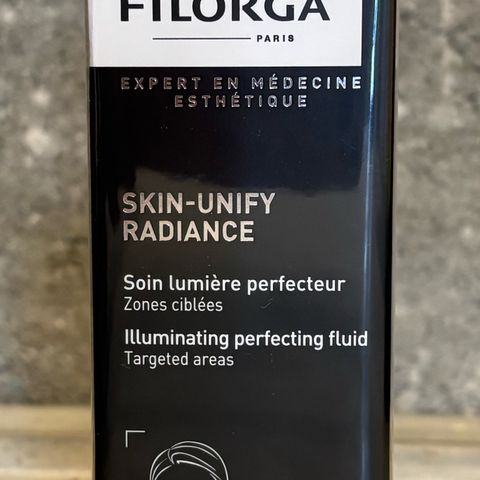 FILORGA
PARIS
EXPERT EN MÉDECINE
ESTHÉTIQUE
SKIN-UNIFY
RADIANCE
Soin lumière perfecteur
Zones ciblées
Illuminating perfecting fluid
Targeted areas